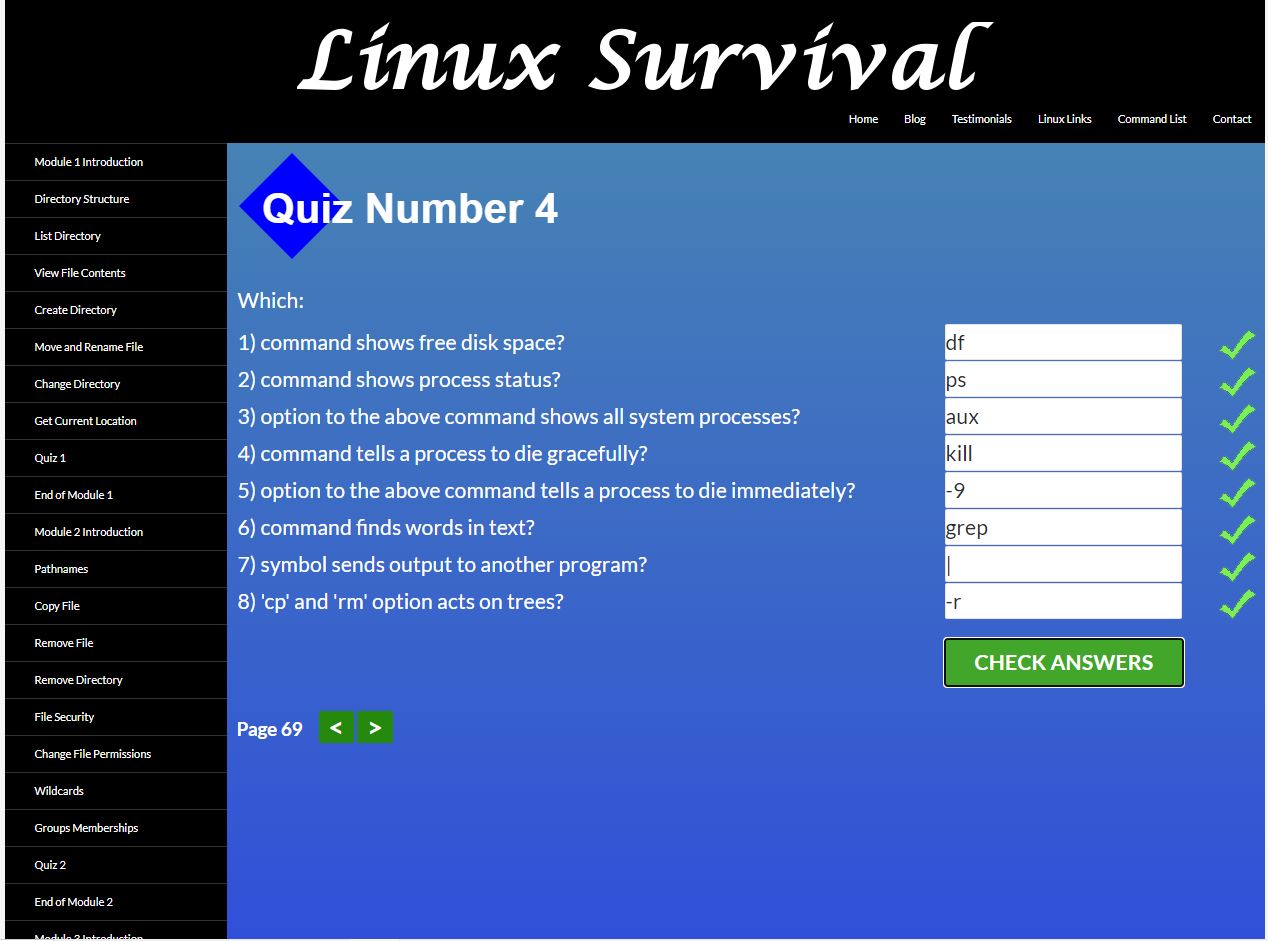 Linux Survival
Home Blog Testimonials Linux Links Command List Contact
Module 1 Introduction
Directory Structure
List Directory
View File Contents
Create Directory
Move and Rename File
Change Directory
Get Current Location
Quiz 1
End of Module 1
Module 2 Introduction
Pathnames
Copy File
Remove File
Remove Directory
File Security
Change File Permissions
Wildcards
Groups Memberships
Quiz 2
End of Module 2
Module 3 Introduction
Quiz Number 4
Which:
1) command shows free disk space? df
2) command shows process status? ps
3) option to the above command shows all system processes? aux
4) command tells a process to die gracefully? kill
5) option to the above command tells a process to die immediately? -9
6) command finds words in text? grep
7) symbol sends output to another program? |
8) 'cp' and 'rm' option acts on trees? -r
CHECK ANSWERS
Page 69 < >